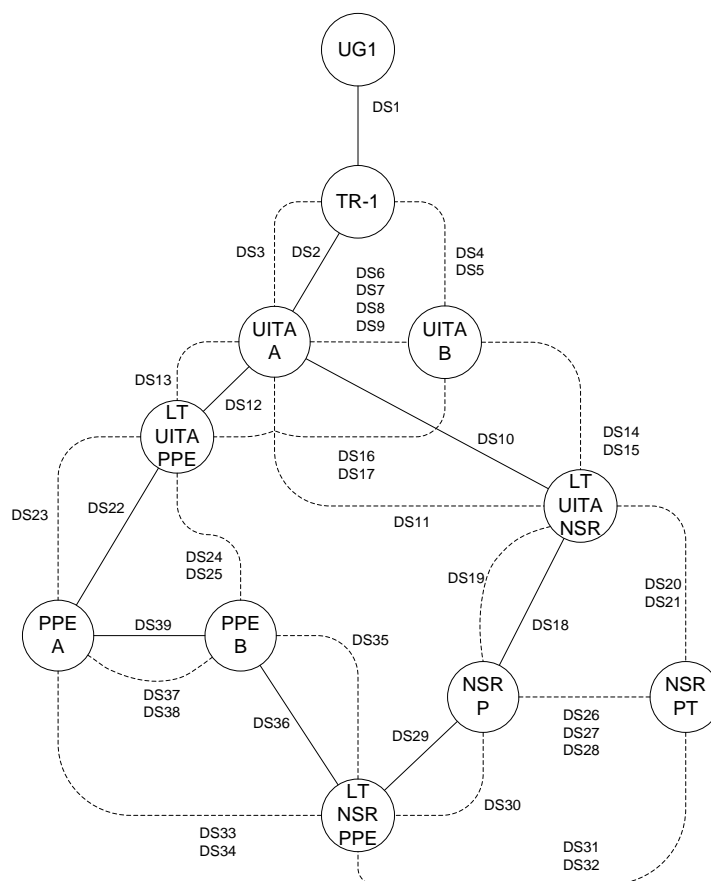 UG1
DS1
TR-1
DS3
DS2
DS4
DS5
DS6
DS7
DS8
DS9
UITA
A
UITA
B
DS13
DS12
LT
UITA
PPE
DS10
DS14
DS15
DS16
DS17
LT
UITA
NSR
DS11
DS23
DS22
DS24
DS25
DS19
DS18
DS20
DS21
PPE
A
DS39
PPE
B
DS35
DS37
DS38
NSR
P
NSR
PT
DS26
DS27
DS28
DS36
DS29
LT
NSR
PPE
DS30
DS33
DS34
DS31
DS32